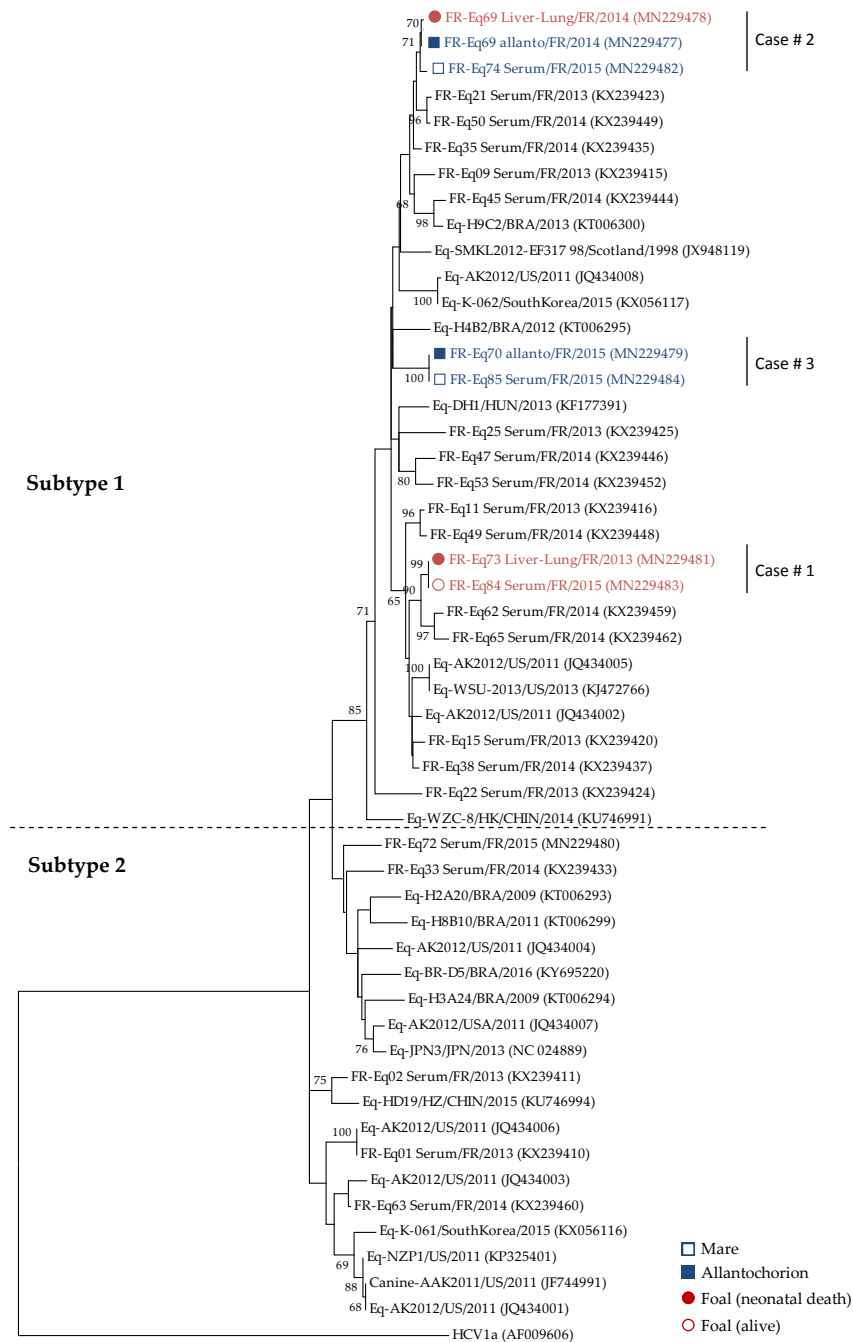 FR-Eq69 Liver-Lung/FR/2014 (MN229478)
70
71
FR-Eq69 allanto/FR/2014 (MN229477)
Case # 2
FR-Eq74 Serum/FR/2015 (MN229482)
FR-Eq21 Serum/FR/2013 (KX239423)
96
FR-Eq50 Serum/FR/2014 (KX239449)
FR-Eq35 Serum/FR/2014 (KX239435)
FR-Eq09 Serum/FR/2013 (KX239415)
68
FR-Eq45 Serum/FR/2014 (KX239444)
98
Eq-H9C2/BRA/2013 (KT006300)
Eq-SMKL2012-EF317 98/Scotland/1998 (JX948119)
Eq-AK2012/US/2011 (JQ434008)
100
Eq-K-062/SouthKorea/2015 (KX056117)
Eq-H4B2/BRA/2012 (KT006295)
FR-Eq70 allanto/FR/2015 (MN229479)
Case # 3
100
FR-Eq85 Serum/FR/2015 (MN229484)
Eq-DH1/HUN/2013 (KF177391)
FR-Eq25 Serum/FR/2013 (KX239425)
FR-Eq47 Serum/FR/2014 (KX239446)
80
FR-Eq53 Serum/FR/2014 (KX239452)
Subtype 1
96
FR-Eq11 Serum/FR/2013 (KX239416)
FR-Eq49 Serum/FR/2014 (KX239448)
99
FR-Eq73 Liver-Lung/FR/2013 (MN229481)
Case # 1
90
FR-Eq84 Serum/FR/2015 (MN229483)
65
71
FR-Eq62 Serum/FR/2014 (KX239459)
97
FR-Eq65 Serum/FR/2014 (KX239462)
100
Eq-AK2012/US/2011 (JQ434005)
Eq-WSU-2013/US/2013 (KJ472766)
85
Eq-AK2012/US/2011 (JQ434002)
FR-Eq15 Serum/FR/2013 (KX239420)
FR-Eq38 Serum/FR/2014 (KX239437)
FR-Eq22 Serum/FR/2013 (KX239424)
Eq-WZC-8/HK/CHIN/2014 (KU746991)
Subtype 2
FR-Eq72 Serum/FR/2015 (MN229480)
FR-Eq33 Serum/FR/2014 (KX239433)
Eq-H2A20/BRA/2009 (KT006293)
Eq-H8B10/BRA/2011 (KT006299)
Eq-AK2012/US/2011 (JQ434004)
Eq-BR-D5/BRA/2016 (KY695220)
Eq-H3A24/BRA/2009 (KT006294)
Eq-AK2012/USA/2011 (JQ434007)
76
Eq-JPN3/JPN/2013 (NC 024889)
75
FR-Eq02 Serum/FR/2013 (KX239411)
Eq-HD19/HZ/CHIN/2015 (KU746994)
100
Eq-AK2012/US/2011 (JQ434006)
FR-Eq01 Serum/FR/2013 (KX239410)
Eq-AK2012/US/2011 (JQ434003)
FR-Eq63 Serum/FR/2014 (KX239460)
Eq-K-061/SouthKorea/2015 (KX056116)
69
Eq-NZP1/US/2011 (KP325401)
88
Canine-AAK2011/US/2011 (JF744991)
68
Eq-AK2012/US/2011 (JQ434001)
HCV1a (AF009606)
Mare
Allantochorion
Foal (neonatal death)
Foal (alive)